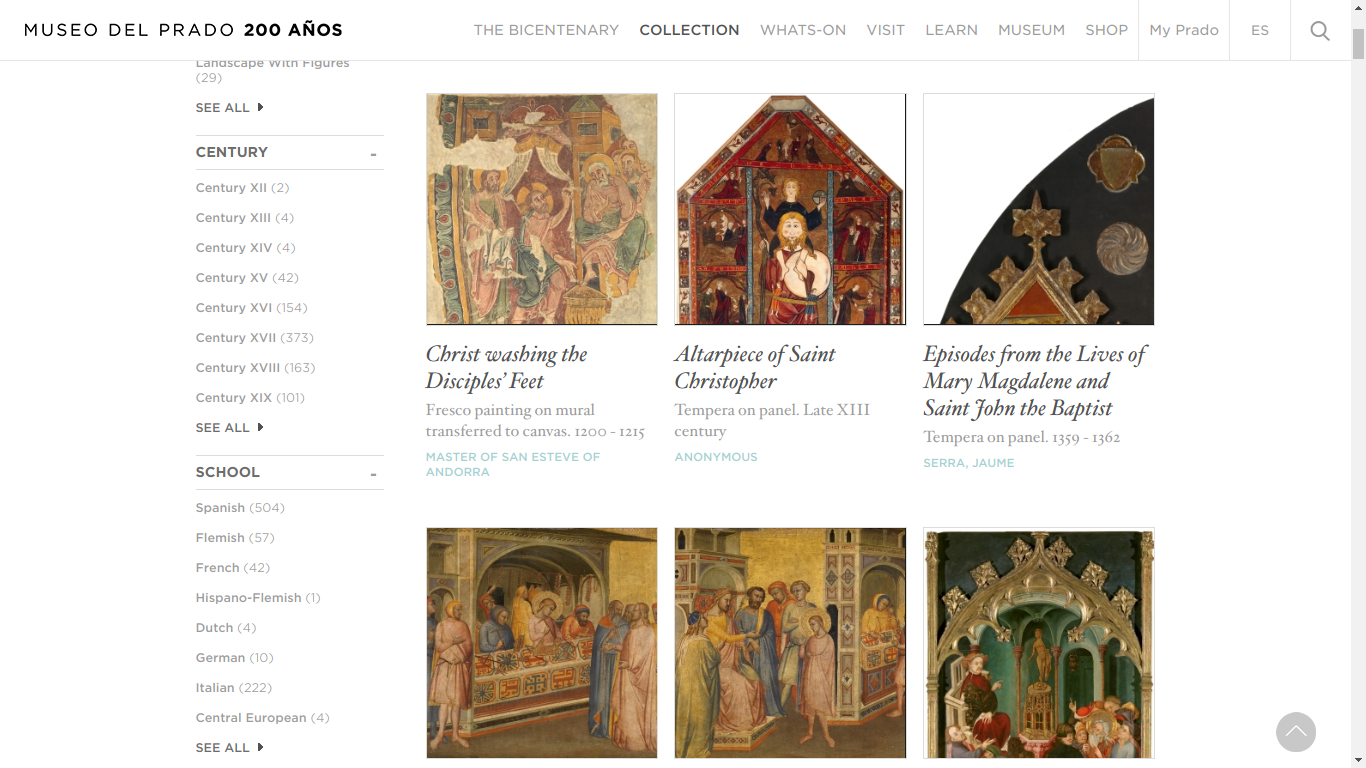 MUSEO DEL PRADO 200 AÑOS
THE BICENTENARY COLLECTION WHATS-ON VISIT LEARN MUSEUM SHOP My Prado ES
Landscape With Figures
(29)
SEE ALL
CENTURY -
Century XII (2)
Century XIII (4)
Century XIV (4)
Century XV (42)
Century XVI (154)
Century XVII (373)
Century XVIII (163)
Century XIX (101)
SEE ALL
SCHOOL -
Spanish (504)
Flemish (57)
French (42)
Hispano-Flemish (1)
Dutch (4)
German (10)
Italian (222)
Central European (4)
SEE ALL
Christ washing the
Disciples’ Feet
Fresco painting on mural
transferred to canvas. 1200 - 1215
MASTER OF SAN ESTEVE OF
ANDORRA
Altarpiece of Saint
Christopher
Tempera on panel. Late XIII
century
ANONYMOUS
Episodes from the Lives of
Mary Magdalene and
Saint John the Baptist
Tempera on panel. 1359 - 1362
SERRA, JAUME